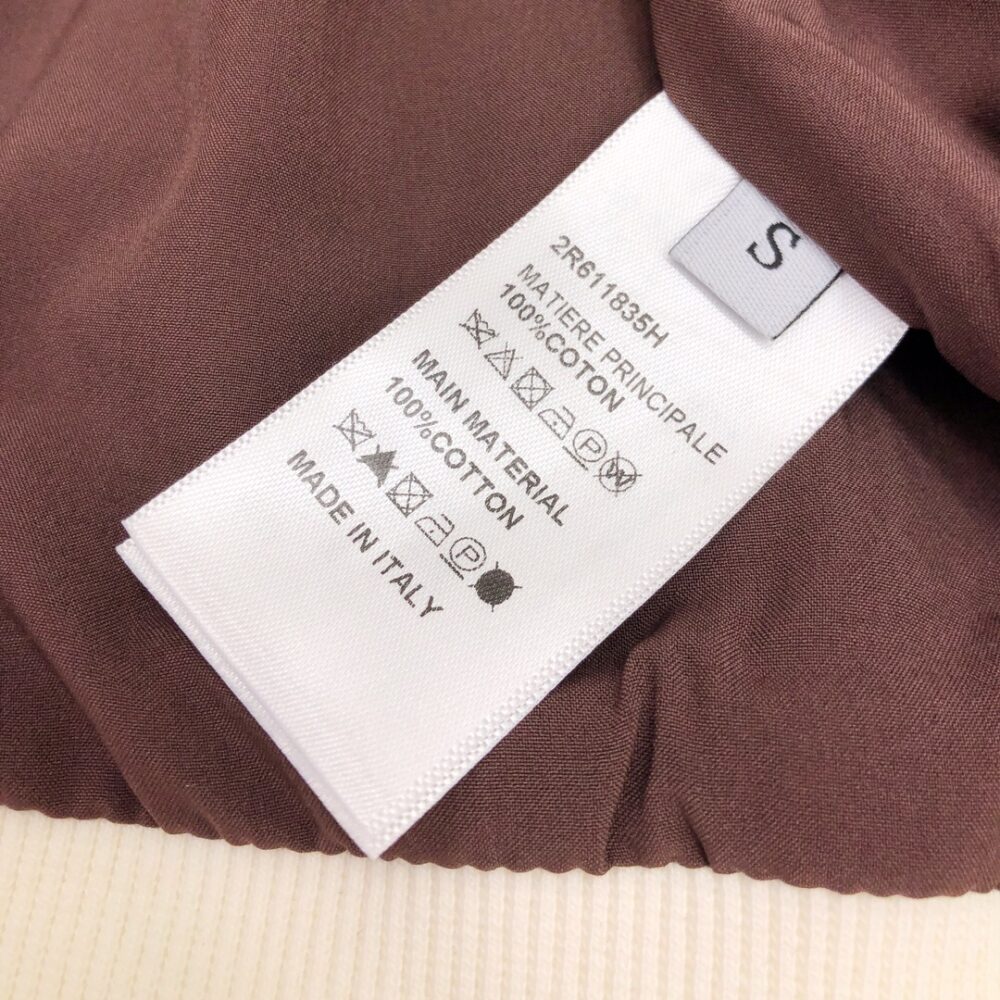 S
2R611835H
MATIERE PRINCIPALE
100%COTON
P W
MAIN MATERIAL
100%COTTON
P
MADE IN ITALY